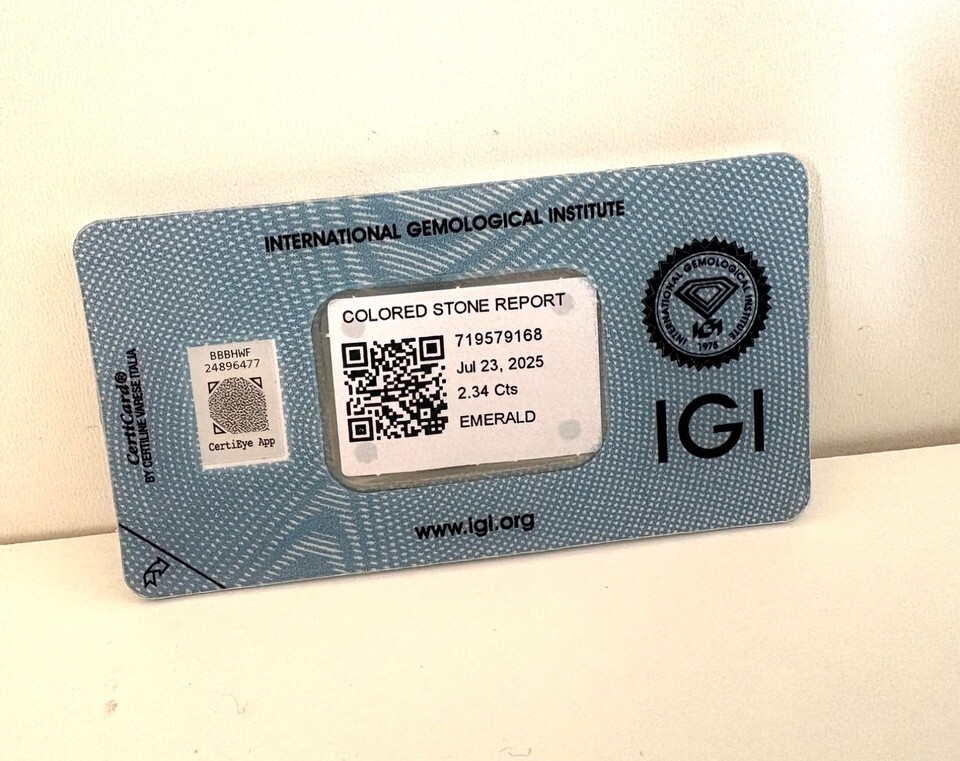 INTERNATIONAL GEMOLOGICAL INSTITUTE
COLORED STONE REPORT
719579168
Jul 23, 2025
2.34 Cts
EMERALD
BBBHWF
24896477
CertiEye App
CertiCard®
BY CERTILINE VARESE ITALIA
INTERNATIONAL GEMOLOGICAL INSTITUTE
IGI
1975
IGI
www.igi.org